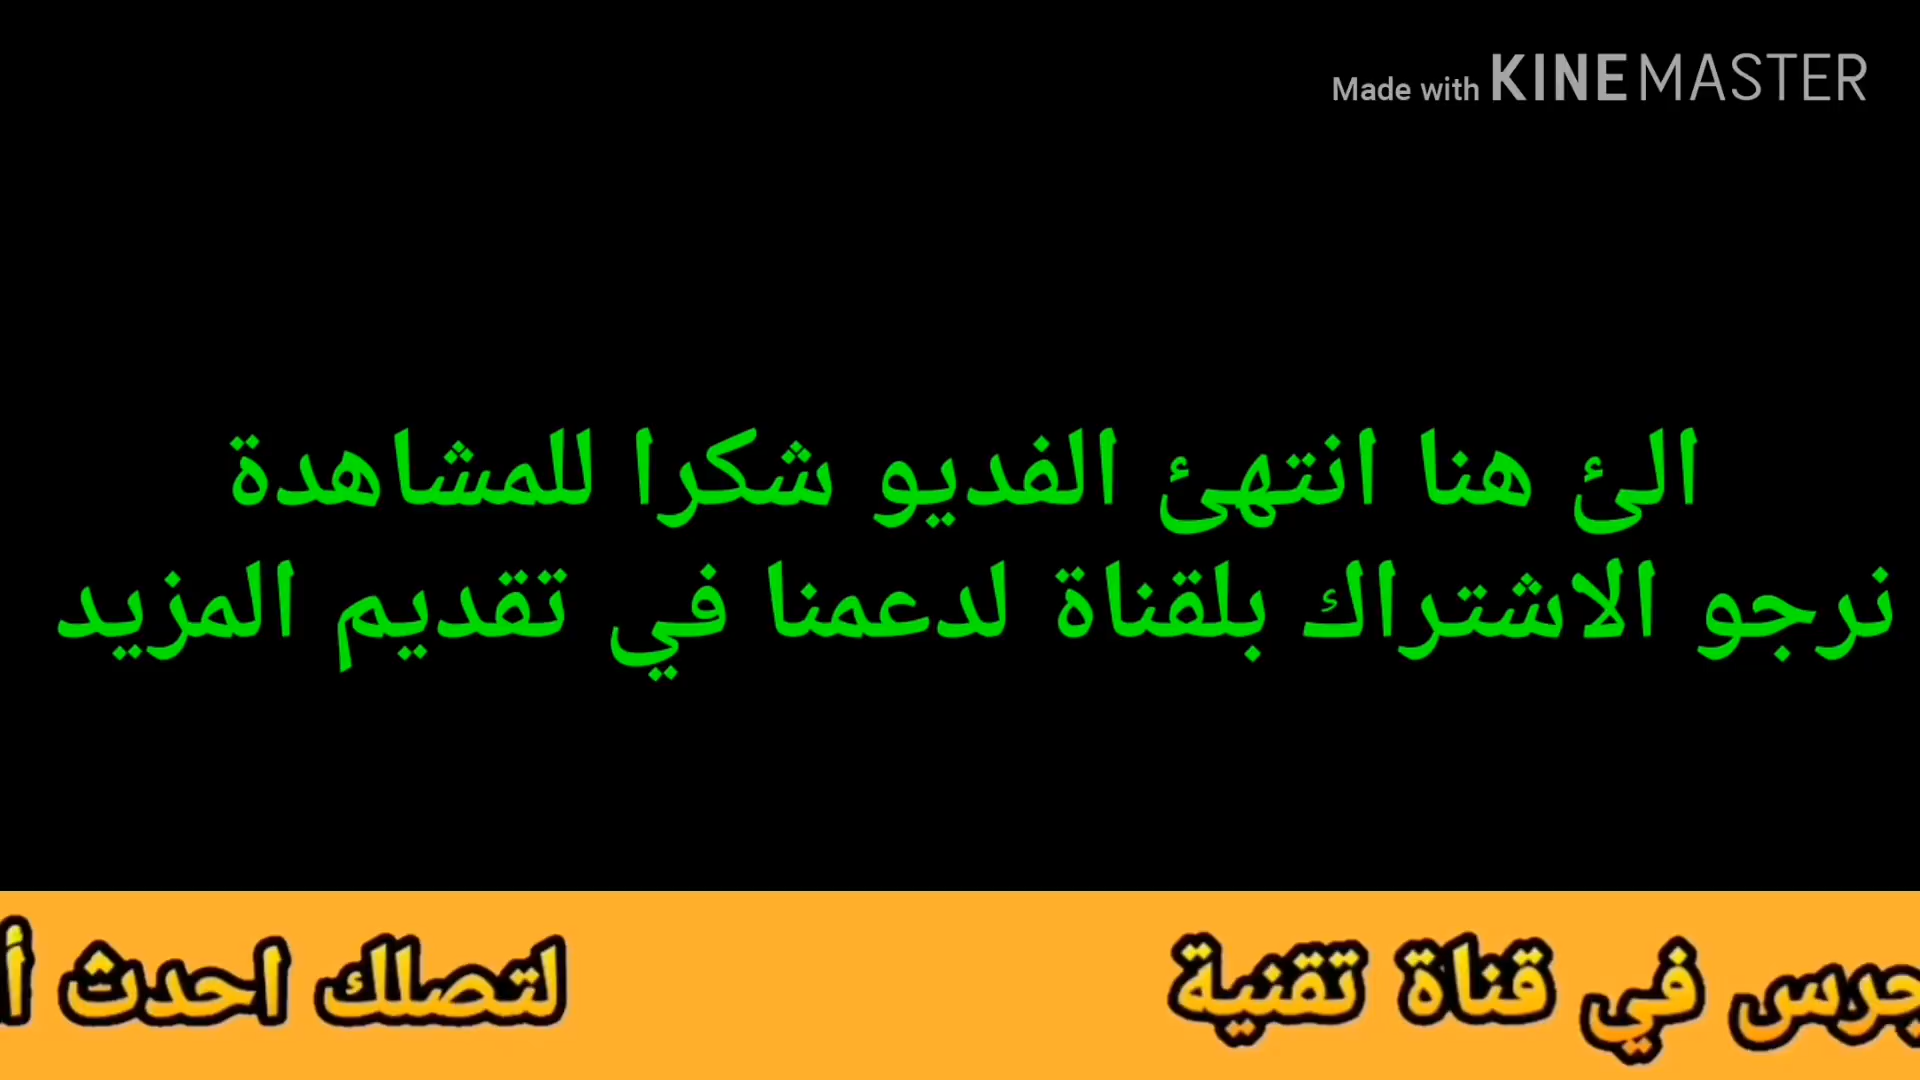 Made with KINEMASTER
الئ هنا انتهئ الفديو شكرا للمشاهدة
نرجو الاشتراك بلقناة لدعمنا في تقديم المزيد
جرس في قناة تقنية لتصلك احدث أ